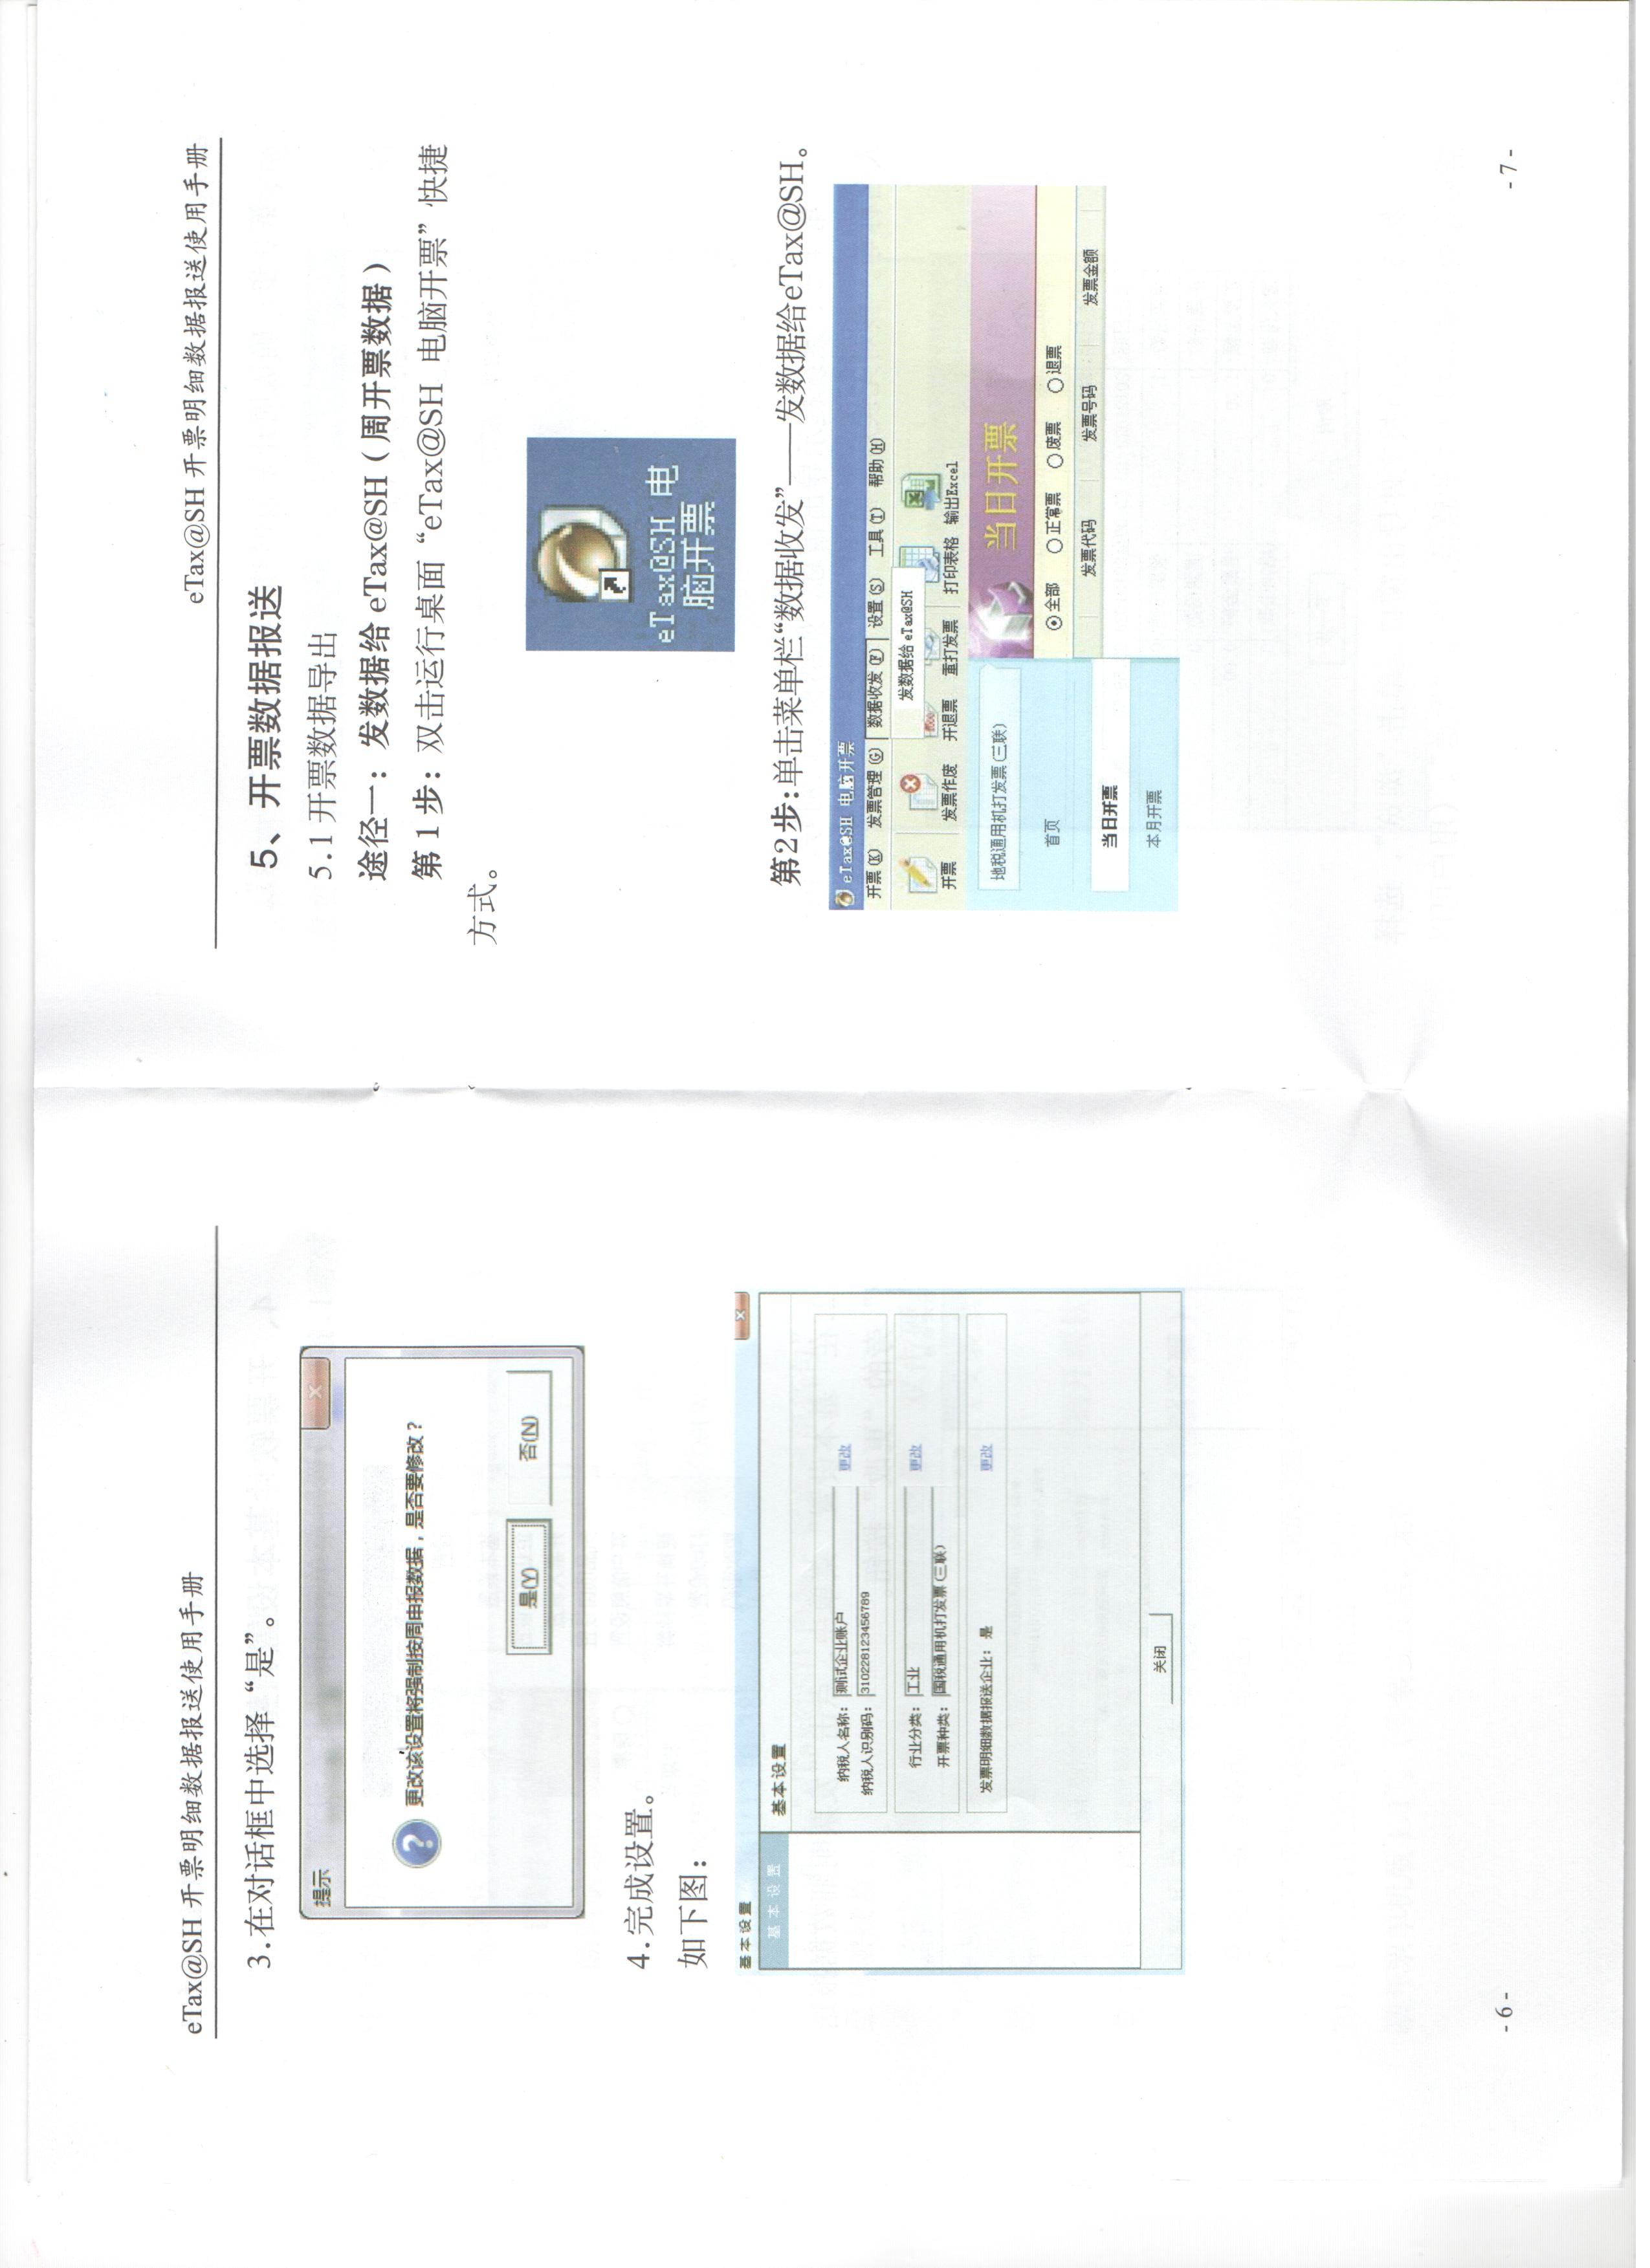 eTax@SH 开票明细数据报送使用手册
3.在对话框中选择“是”。
提示
更改该设置将强制按周申报数据，是否要修改？
是(Y)
否(N)
4.完成设置。
如下图：
基本设置
基本设置
基本设置
纳税人名称：测试企业账户
更改
纳税人识别码：310228123456789
行业分类：工业
更改
开票种类：国税通用机打发票(三联)
发票明细数据报送企业：是
更改
关闭
- 6 -
eTax@SH 开票明细数据报送使用手册
5、开票数据报送
5.1 开票数据导出
途径一：发数据给 eTax@SH（周开票数据）
第 1 步：双击运行桌面“eTax@SH 电脑开票”快捷
方式。
eTax@SH 电
脑开票
第2步:单击菜单栏“数据收发”——发数据给eTax@SH。
eTax@SH 电脑开票
开票(K) 发票管理(G) 数据收发(F) 设置(S) 工具(T) 帮助(H)
发数据给 eTax@SH
开票 发票作废 开退票 重打发票 打印表格 输出Excel
地税通用机打发票(三联)
当日开票
首页
全部 正常票 废票 退票
当日开票
发票代码 发票号码 发票金额
本月开票
- 7 -